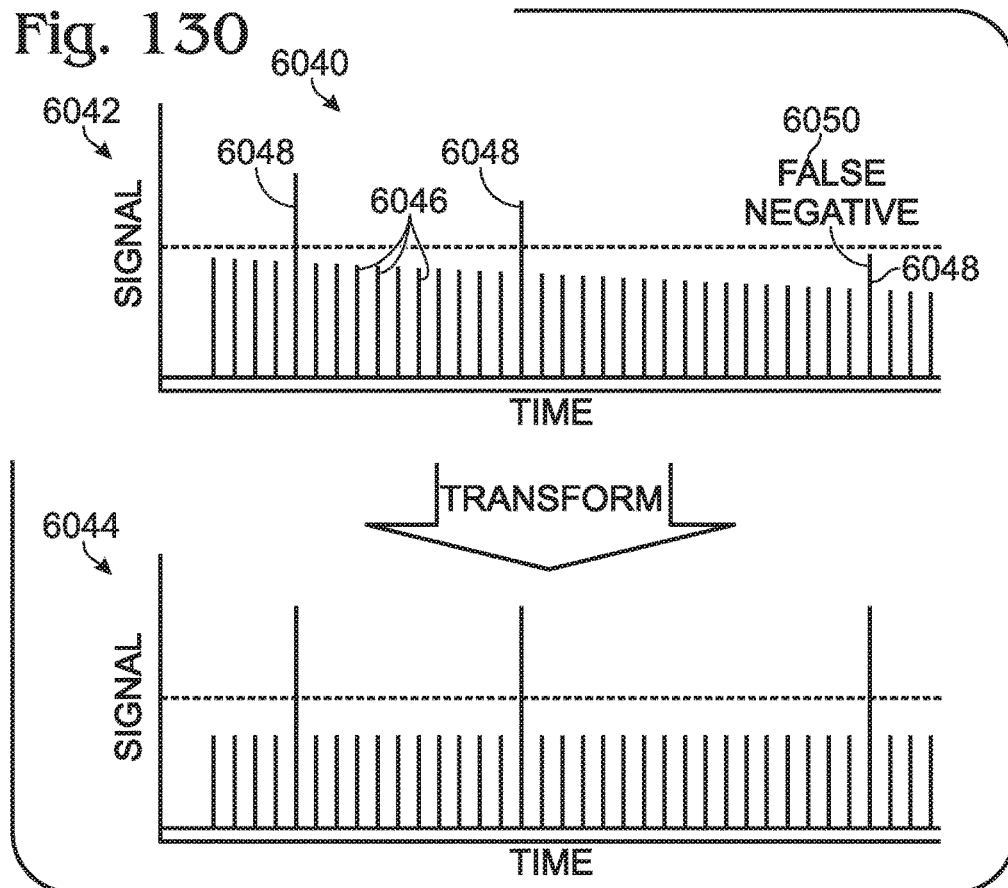 Fig. 130
6040
6042
6048
6048
6050
FALSE
NEGATIVE
6046
6048
SIGNAL
TIME
TRANSFORM
6044
SIGNAL
TIME